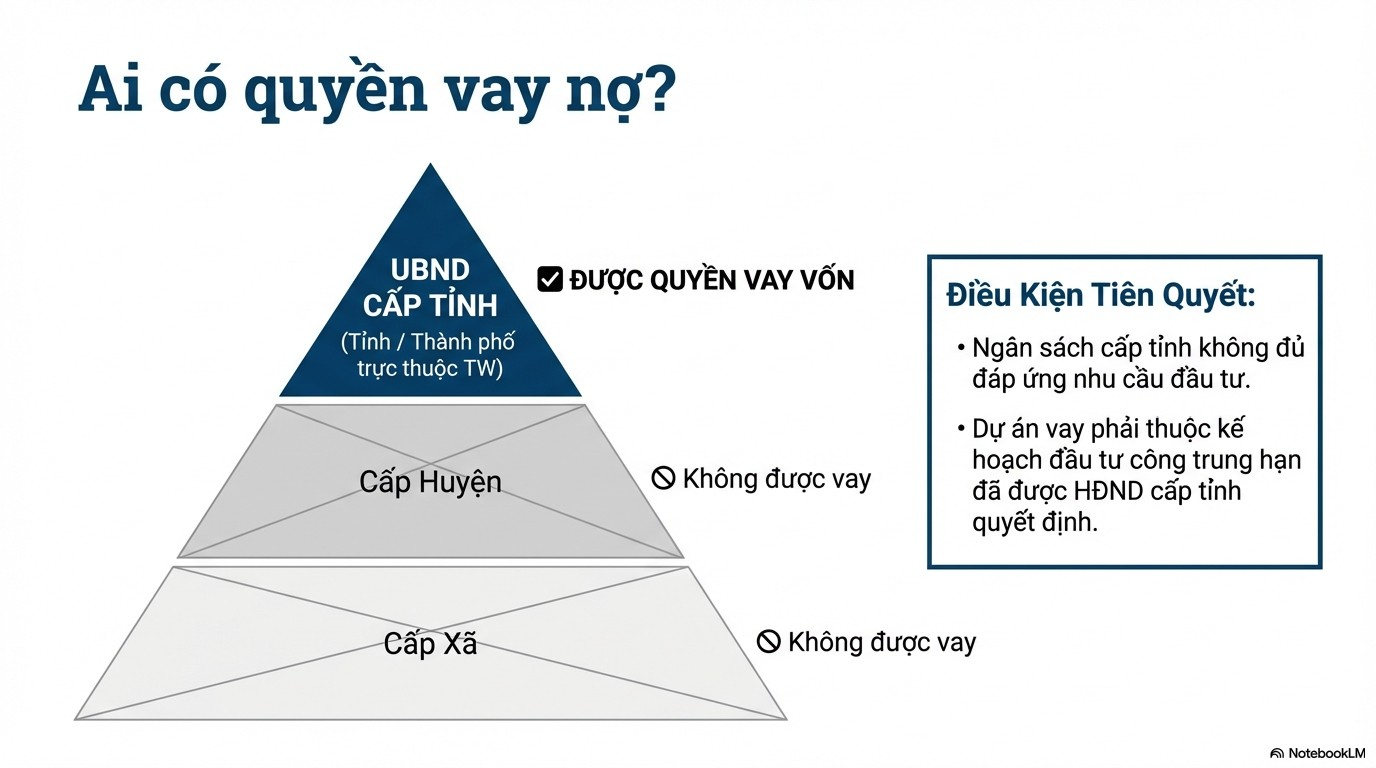 Ai có quyền vay nợ?
UBND
CẤP TỈNH
(Tỉnh / Thành phố
trực thuộc TW)
ĐƯỢC QUYỀN VAY VỐN
Cấp Huyện
Không được vay
Cấp Xã
Không được vay
Điều Kiện Tiên Quyết:
• Ngân sách cấp tỉnh không đủ
đáp ứng nhu cầu đầu tư.
• Dự án vay phải thuộc kế
hoạch đầu tư công trung hạn
đã được HĐND cấp tỉnh
quyết định.
NotebookLM